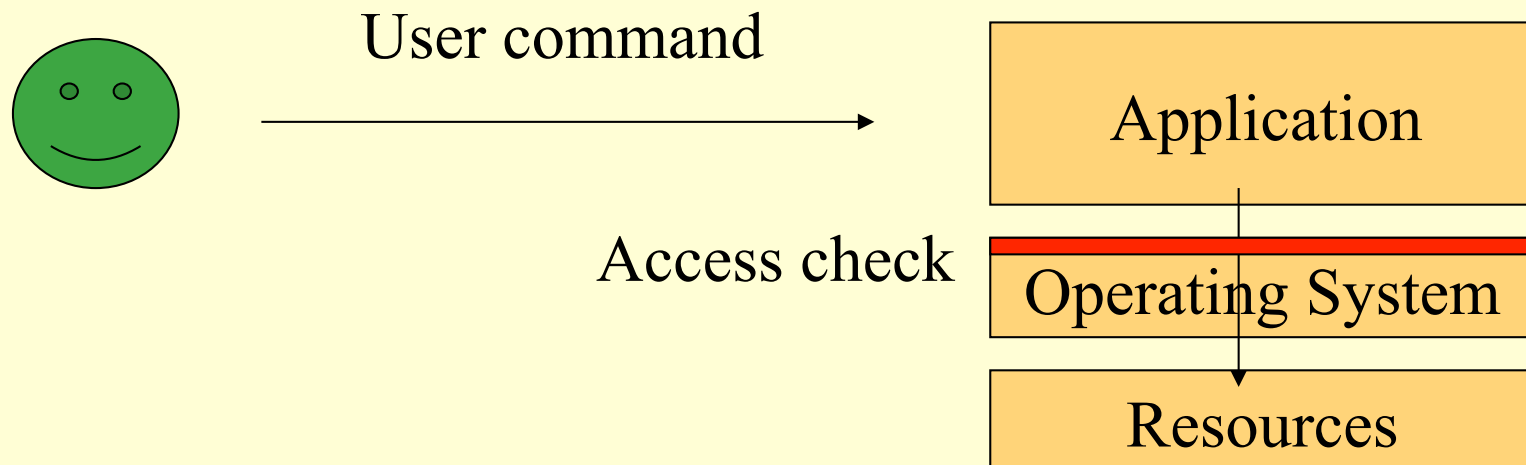 User command
Application
Access check
Operating System
Resources